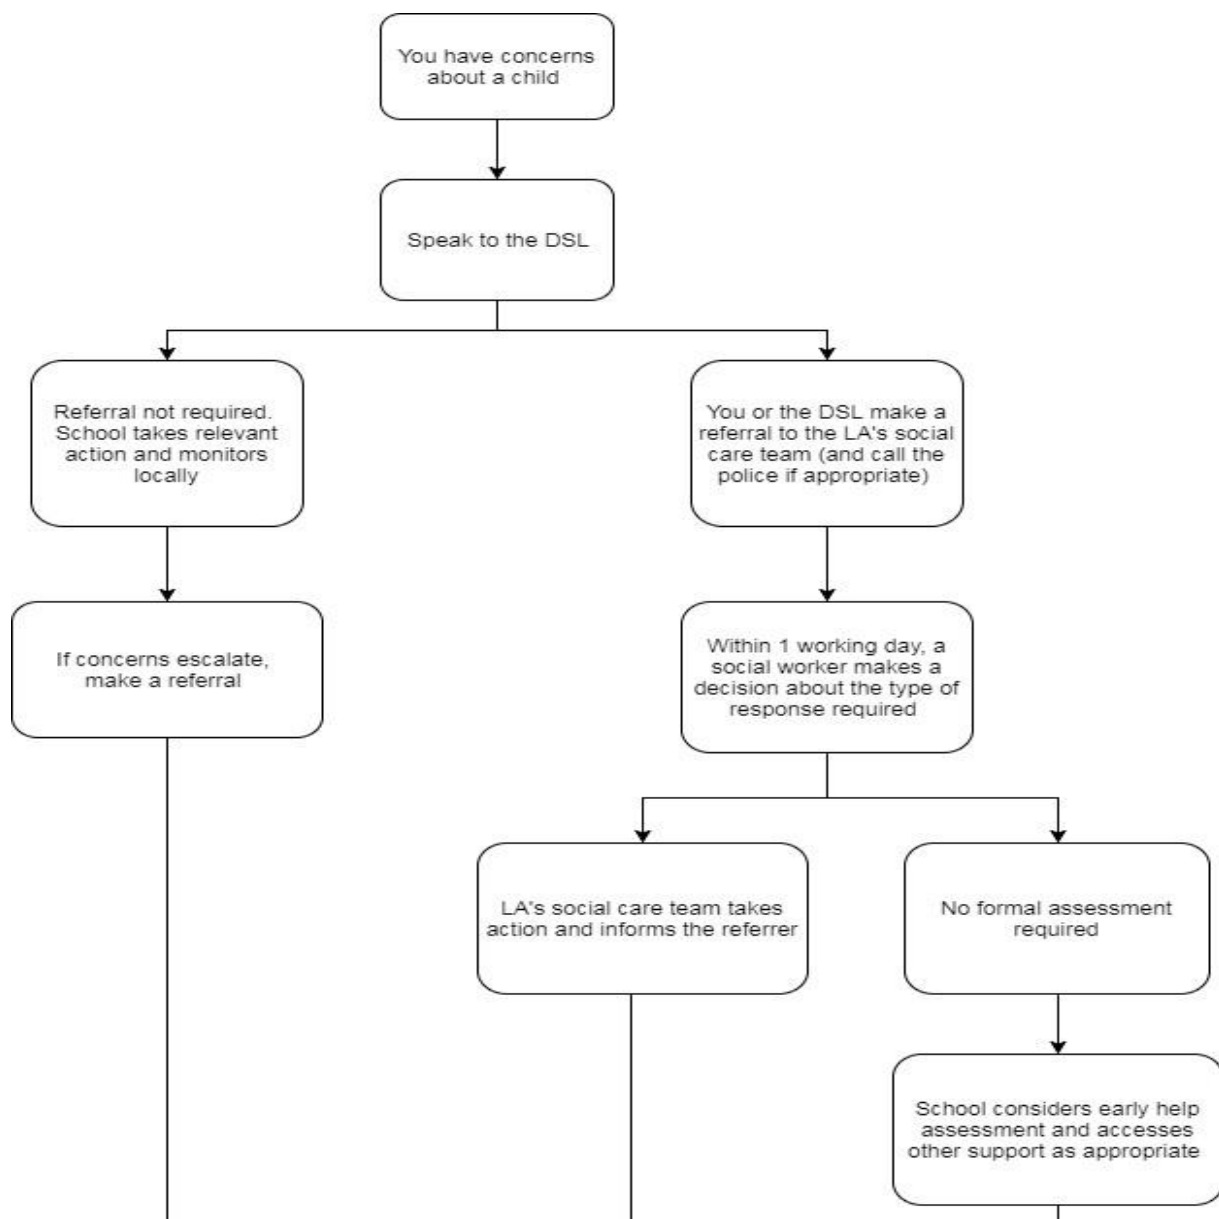 You have concerns
about a child
Speak to the DSL
Referral not required.
School takes relevant
action and monitors
locally
You or the DSL make a
referral to the LA's social
care team (and call the
police if appropriate)
If concerns escalate,
make a referral
Within 1 working day, a
social worker makes a
decision about the type of
response required
LA's social care team takes
action and informs the referrer
No formal assessment
required
School considers early help
assessment and accesses
other support as appropriate